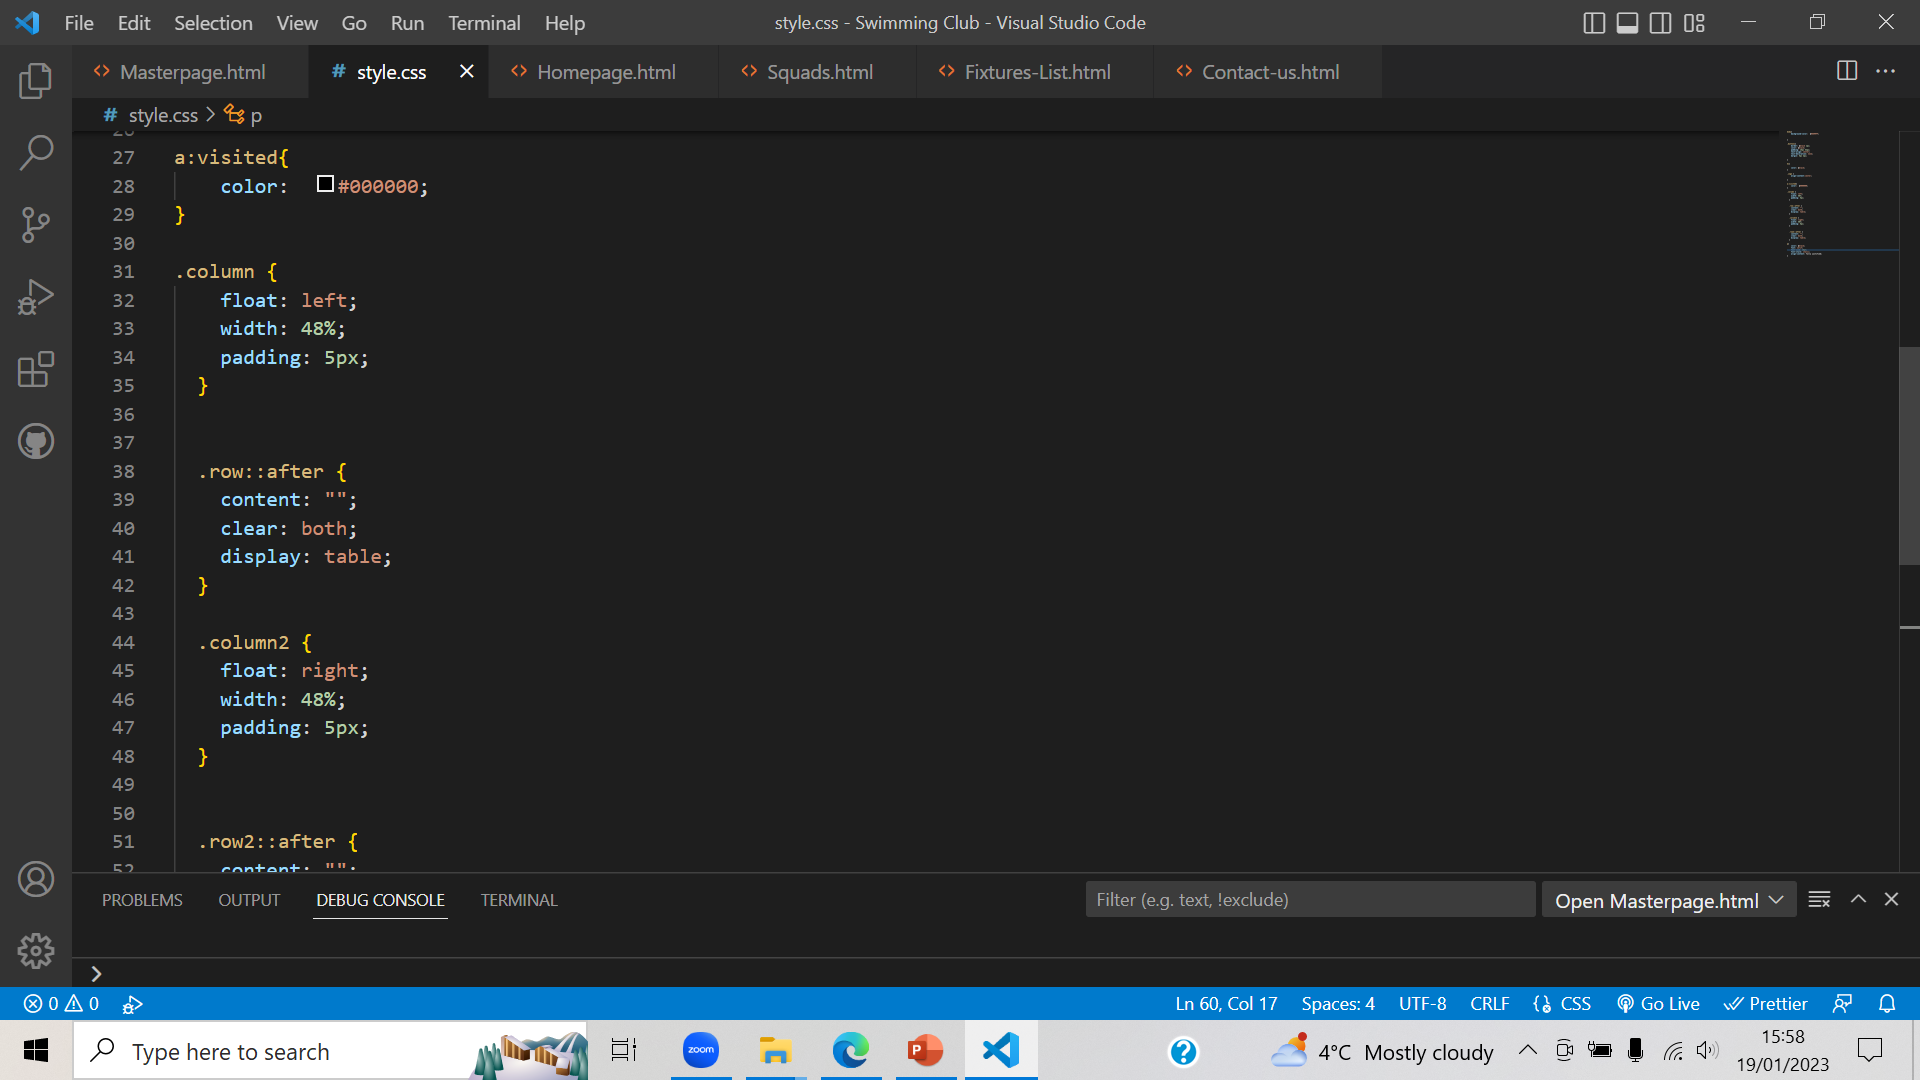 File Edit Selection View Go Run Terminal Help style.css - Swimming Club - Visual Studio Code
Maserpage.html # style.css Homepage.html Squads.html Fixtures-List.html Contact-us.html
# style.css > p
26
27 a:visited{
28 color: #000000;
29 }
30
31 .column {
32 float: left;
33 width: 48%;
34 padding: 5px;
35 }
36
37
38 .row::after {
39 content: "";
40 clear: both;
41 display: table;
42 }
43
44 .column2 {
45 float: right;
46 width: 48%;
47 padding: 5px;
48 }
49
50
51 .row2::after {
52 content: "";
PROBLEMS OUTPUT DEBUG CONSOLE TERMINAL Filter (e.g. text, !exclude) Open Masterpage.html
0 0 Ln 60, Col 17 Spaces: 4 UTF-8 CRLF CSS Go Live Prettier
Type here to search zoom P 4°C Mostly cloudy 15:58
19/01/2023